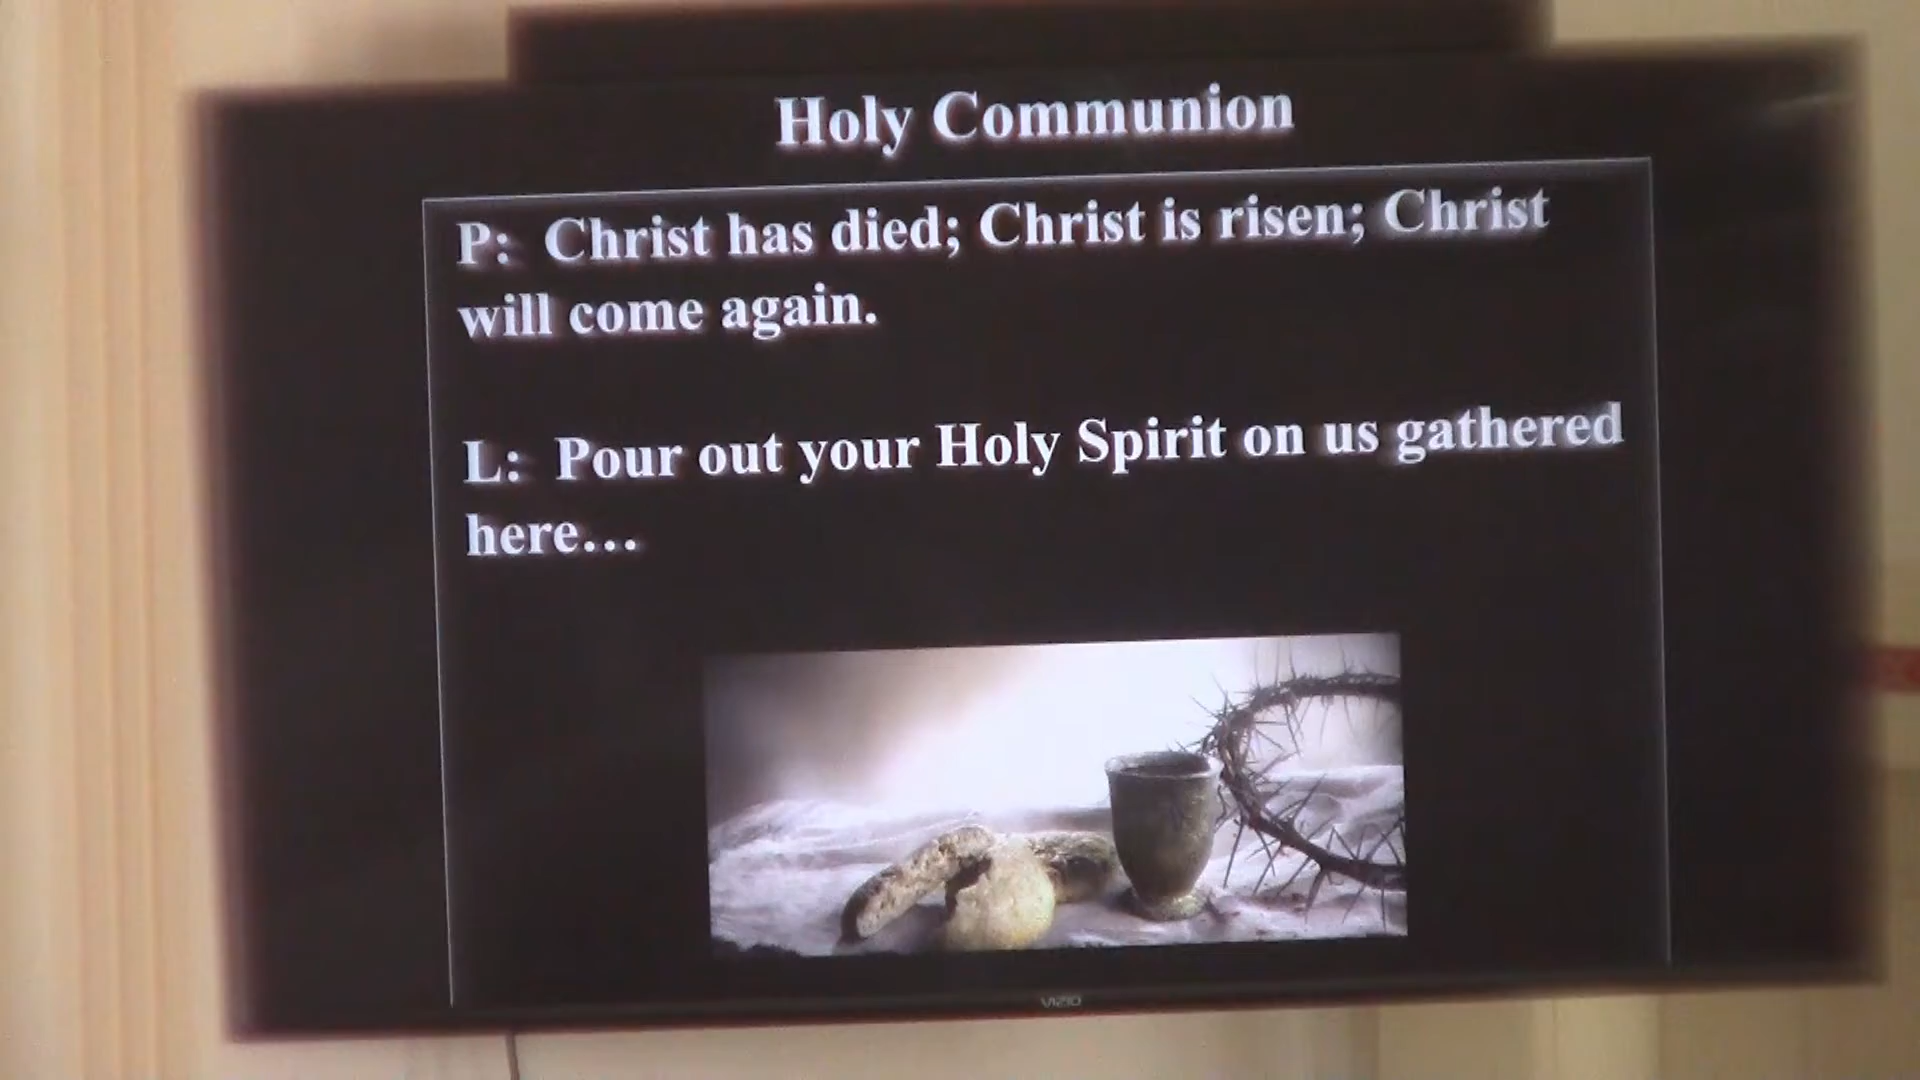 Holy Communion
P: Christ has died; Christ is risen; Christ
will come again.
L: Pour out your Holy Spirit on us gathered
here…
VIZIO